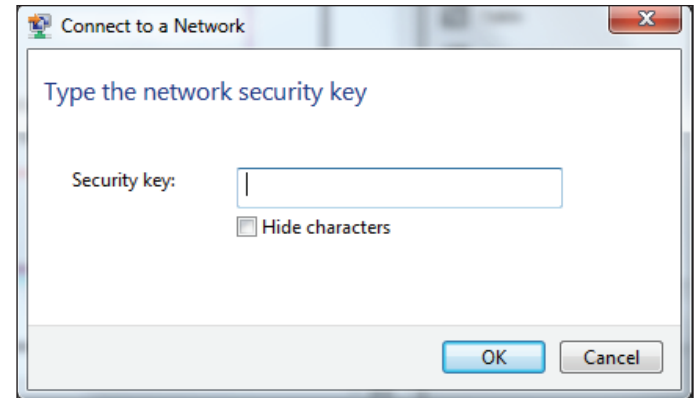 Connect to a Network
Type the network security key
Security key:
Hide characters
OK Cancel